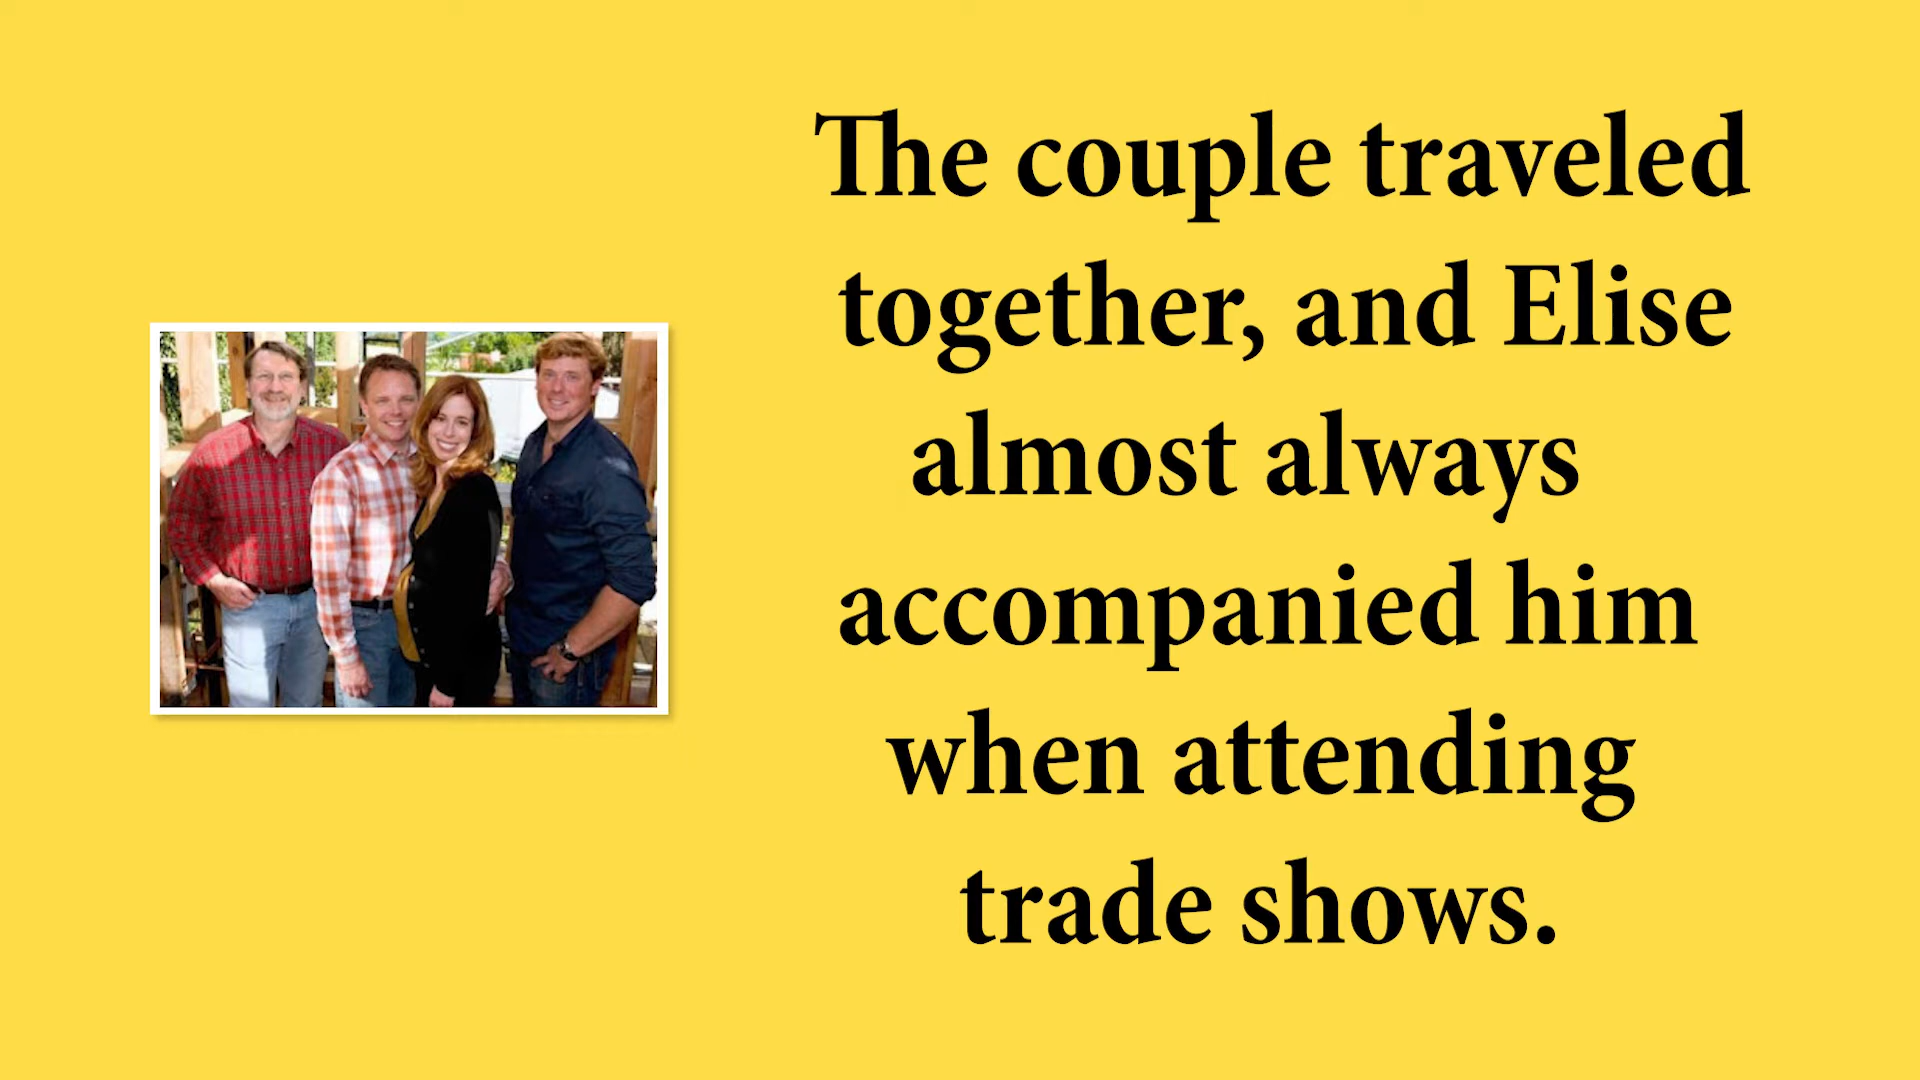 The couple traveled
together, and Elise
almost always
accompanied him
when attending
trade shows.